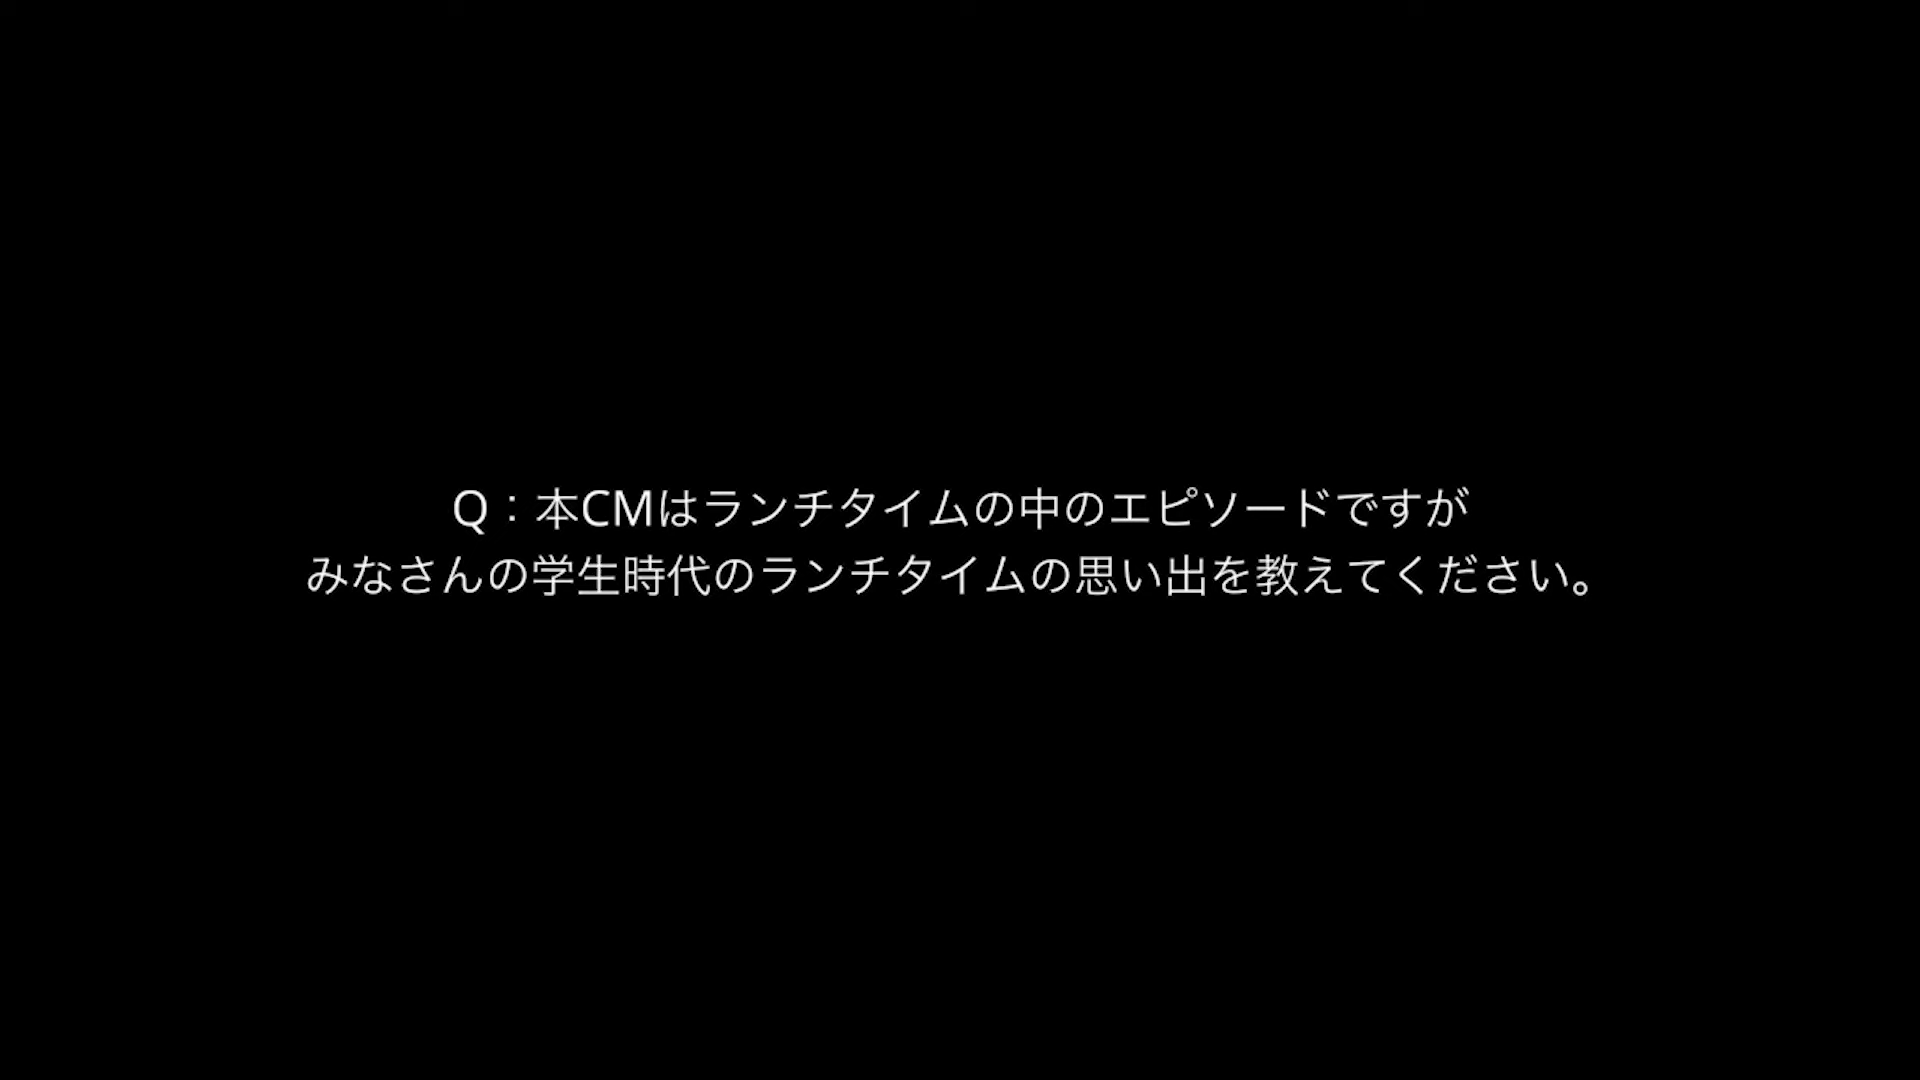 Q：本CMはランチタイムの中のエピソードですが
みなさんの学生時代のランチタイムの思い出を教えてください。